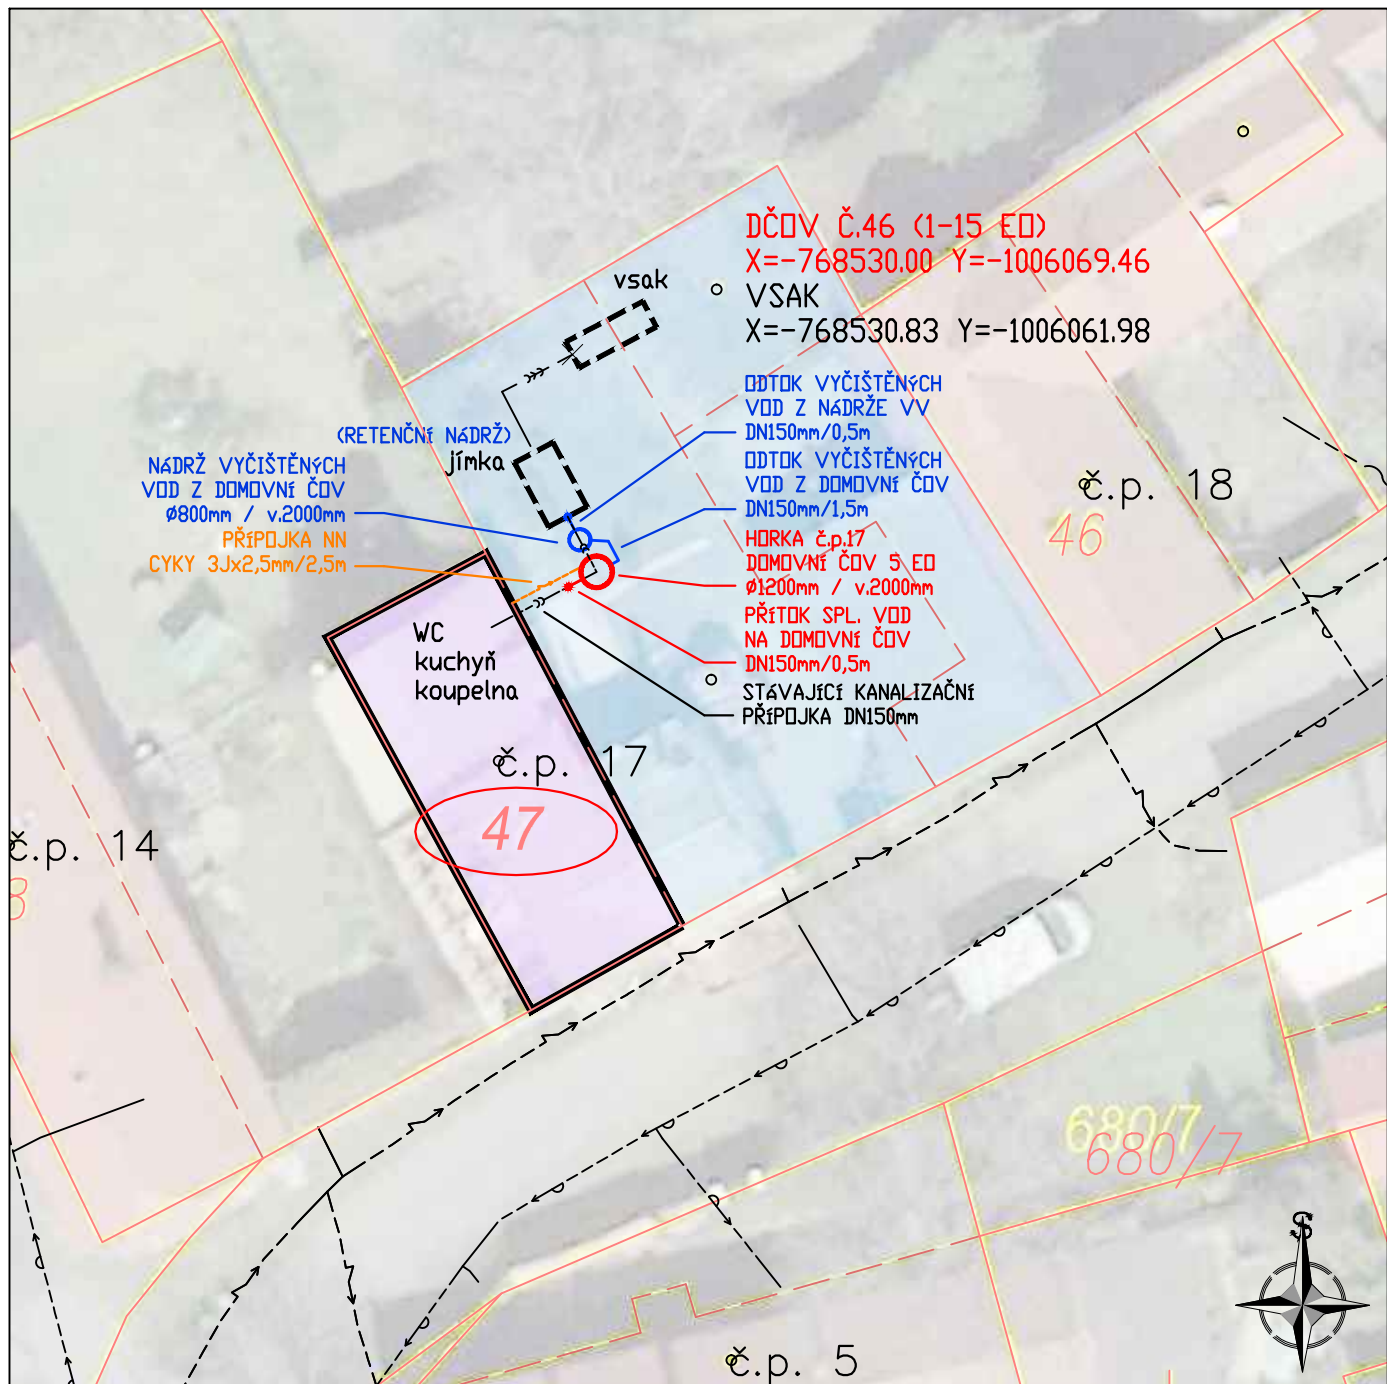 DČOV Č.46 (1-15 EO)
X=-768530.00 Y=-1006069.46
VSAK
X=-768530.83 Y=-1006061.98
vsak
ODTOK VYČIŠTĚNÝCH
VOD Z NÁDRŽE VV
DN150mm/0,5m
ODTOK VYČIŠTĚNÝCH
VOD Z DOMOVNÍ ČOV
DN150mm/1,5m
HORKA č.p.17
DOMOVNÍ ČOV 5 EO
ø1200mm / v.2000mm
PŘÍTOK SPL. VOD
NA DOMOVNÍ ČOV
DN150mm/0,5m
STÁVAJÍCÍ KANALIZAČNÍ
PŘÍPOJKA DN150mm
(RETENČNÍ NÁDRŽ)
jímka
NÁDRŽ VYČIŠTĚNÝCH
VOD Z DOMOVNÍ ČOV
ø800mm / v.2000mm
PŘÍPOJKA NN
CYKY 3Jx2,5mm/2,5m
WC
kuchyň
koupelna
č.p. 17
47
č.p. 18
46
č.p. 14
8
680/7
680/7
č.p. 5
S